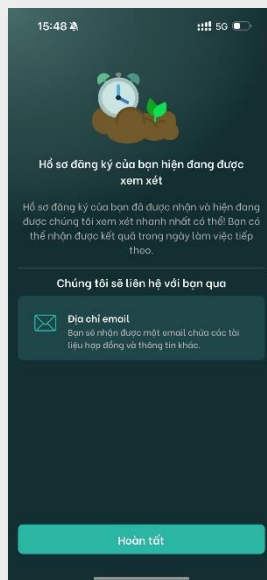 15:48
5G
Hồ sơ đăng ký của bạn hiện đang được
xem xét
Hồ sơ đăng ký của bạn đã được nhận và hiện đang
được chúng tôi xem xét nhanh nhất có thể! Bạn có
thể nhận được kết quả trong ngày làm việc tiếp
theo.
Chúng tôi sẽ liên hệ với bạn qua
Địa chỉ email
Bạn sẽ nhận được một email chứa các tài
liệu hợp đồng và thông tin khác.
Hoàn tất